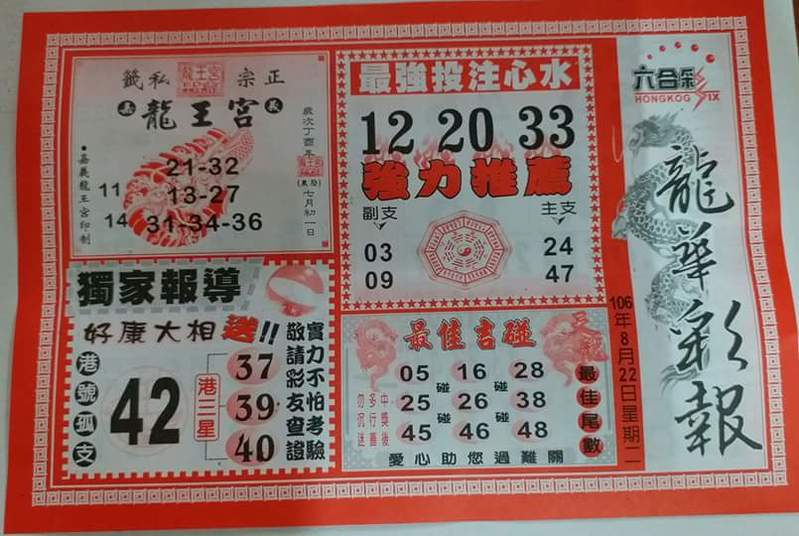 正宗 私籤
龍王宮
歲次丁酉年
七月初一日
嘉義龍王宮印製
21-32
11
13-27
14
31-34-36
獨家報導
好康大相送!!
港號孤支
42
港三星
37
39
40
敬請彩友查證
實力不怕考驗
最強投注心水
12 20 33
強力推薦
副支
主支
03
09
24
47
最佳吉碰
05 碰 16 碰 28
25 26 38
碰 碰
45 46 48
中獎後
多行善
勿沉迷
最佳尾數
愛心助您過難關
六合彩
HONGKOG SIX
龍華彩報
106年8月22日星期二